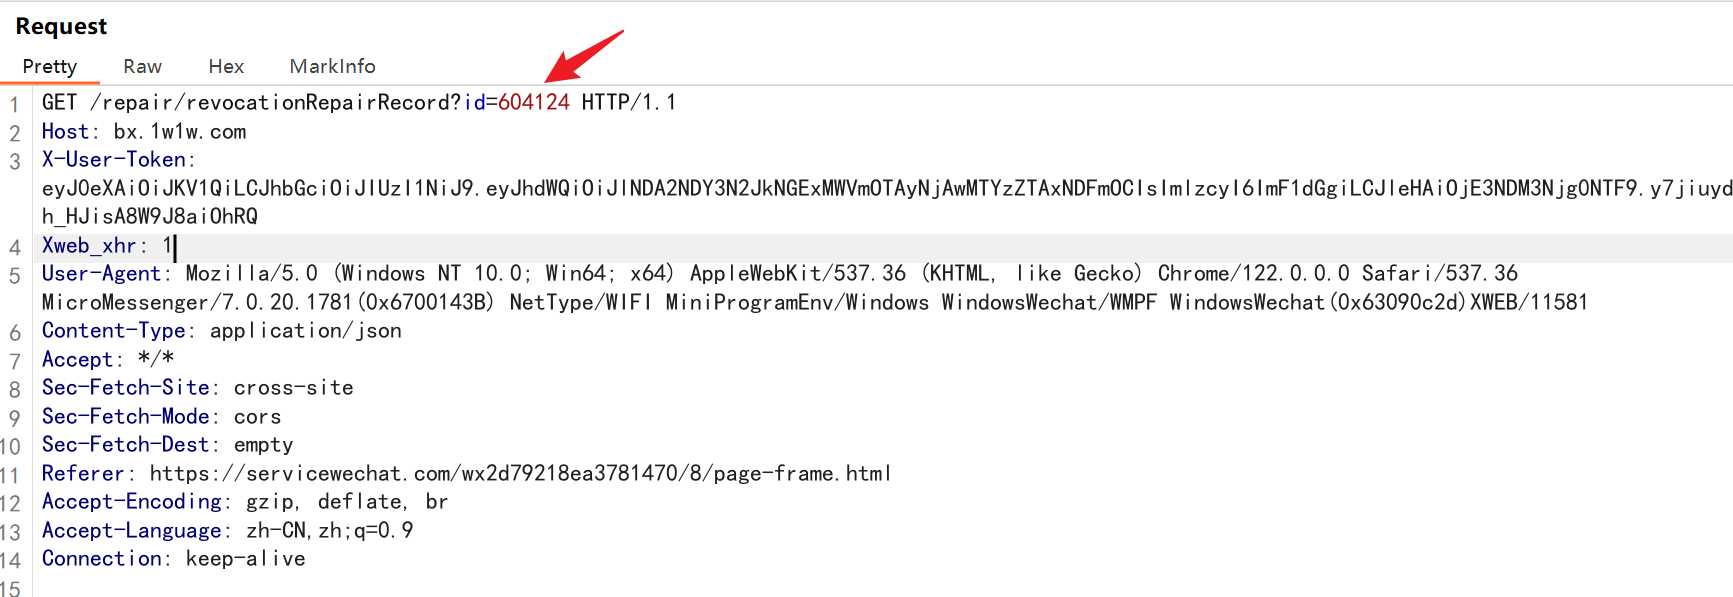 Request
Pretty Raw Hex MarkInfo
1 GET /repair/revocationRepairRecord?id=604124 HTTP/1.1
2 Host: bx.1w1w.com
3 X-User-Token:
eyJ0eXAiOiJKV1QiLCJhbGciOiJIUzI1NiJ9.eyJhdWQiOiJlNDA2NDY3N2JkNGExMWVmOTAyNjAwMTYzZTAxNDFmOCIsImlzcyI6ImF1dGgiLCJleHAiOjE3NDM3Njg0NTF9.y7jiuyd
h_HJisA8W9J8aiOhRQ
4 Xweb_xhr: 1
5 User-Agent: Mozilla/5.0 (Windows NT 10.0; Win64; x64) AppleWebKit/537.36 (KHTML, like Gecko) Chrome/122.0.0.0 Safari/537.36
MicroMessenger/7.0.20.1781(0x6700143B) NetType/WIFI MiniProgramEnv/Windows WindowsWechat/WMPF WindowsWechat(0x63090c2d)XWEB/11581
6 Content-Type: application/json
7 Accept: */*
8 Sec-Fetch-Site: cross-site
9 Sec-Fetch-Mode: cors
10 Sec-Fetch-Dest: empty
11 Referer: https://servicewechat.com/wx2d79218ea3781470/8/page-frame.html
12 Accept-Encoding: gzip, deflate, br
13 Accept-Language: zh-CN,zh;q=0.9
14 Connection: keep-alive
15